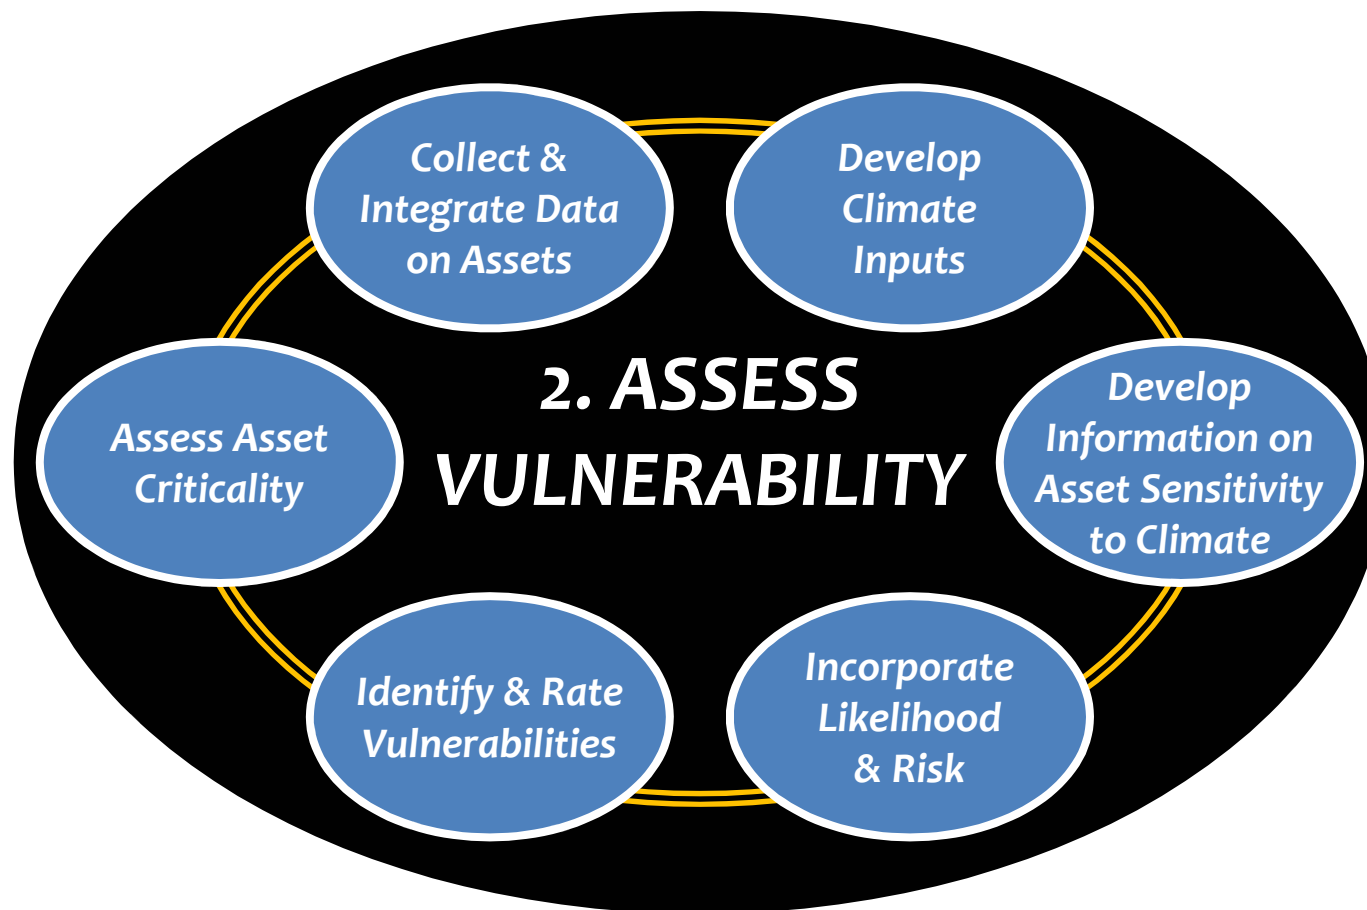 Collect &
Integrate Data
on Assets
Develop
Climate
Inputs
2. ASSESS
VULNERABILITY
Assess Asset
Criticality
Develop
Information on
Asset Sensitivity
to Climate
Identify & Rate
Vulnerabilities
Incorporate
Likelihood
& Risk